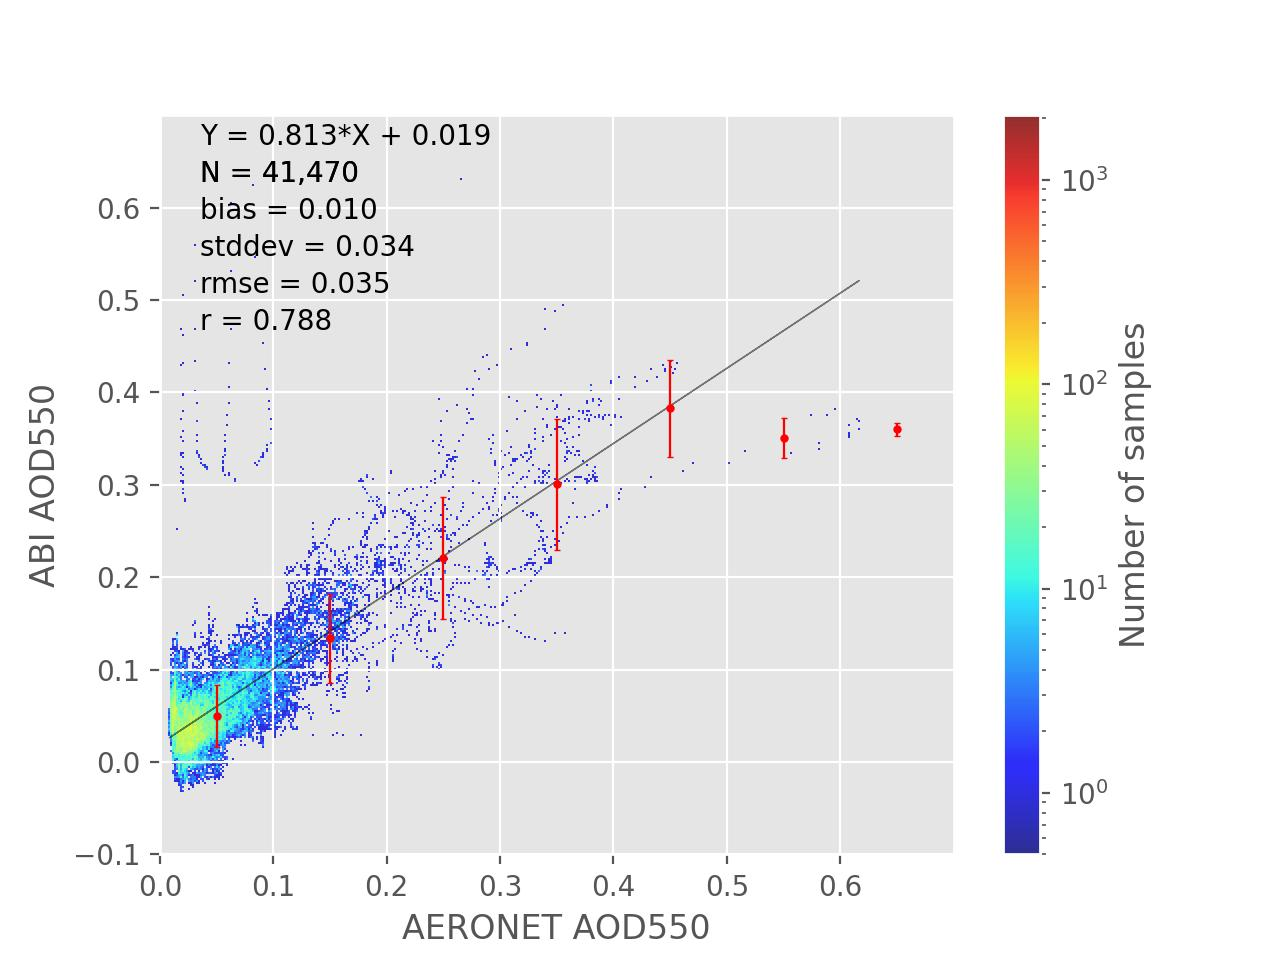 Y = 0.813*X + 0.019
N = 41,470
bias = 0.010
stddev = 0.034
rmse = 0.035
r = 0.788
0.6
0.5
0.4
0.3
0.2
0.1
0.0
−0.1
ABI AOD550
0.0 0.1 0.2 0.3 0.4 0.5 0.6
AERONET AOD550
10³
10²
10¹
10⁰
Number of samples